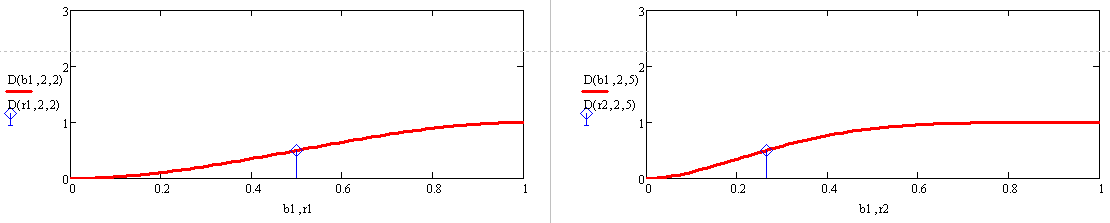 3
2
1
0
D(b1,2,2)
D(r1,2,2)
0 0.2 0.4 0.6 0.8 1
b1,r1
3
2
1
0
D(b1,2,5)
D(r2,2,5)
0 0.2 0.4 0.6 0.8 1
b1,r2